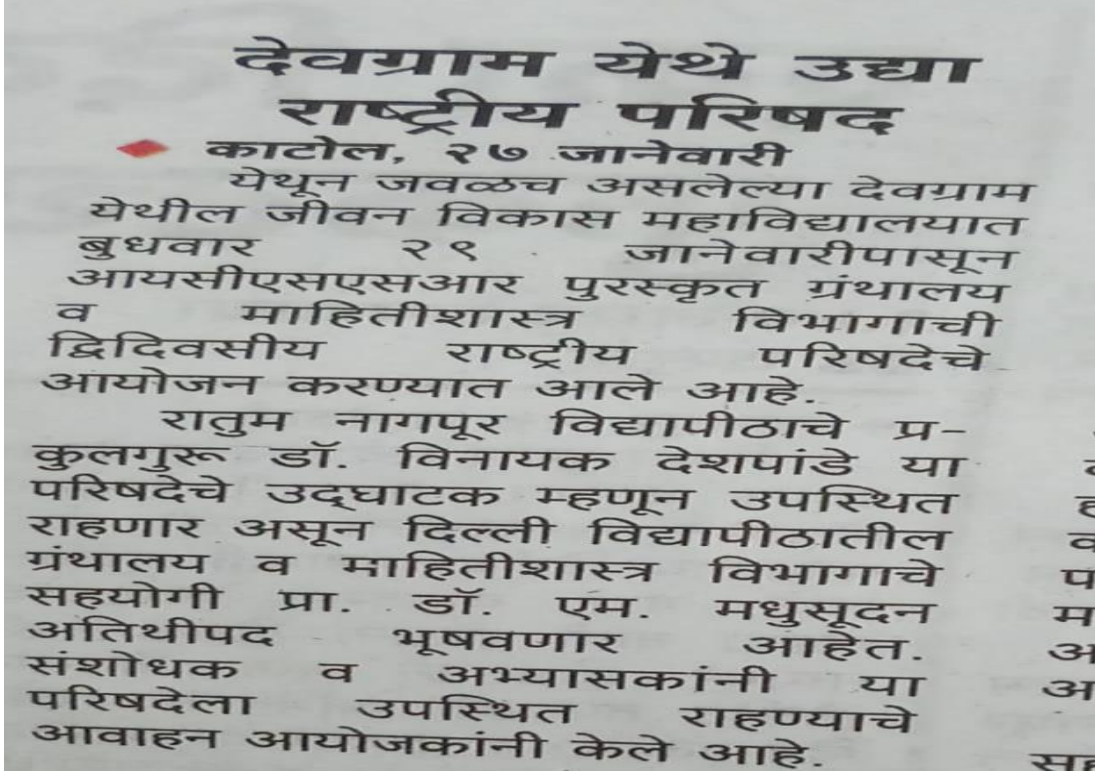 देवग्राम येथे उद्या
राष्ट्रीय परिषद
काटोल, २७ जानेवारी
येथून जवळच असलेल्या देवग्राम
येथील जीवन विकास महाविद्यालयात
बुधवार २९ जानेवारीपासून
आयसीएसएसआर पुरस्कृत ग्रंथालय
व माहितीशास्त्र विभागाची
द्विदिवसीय राष्ट्रीय परिषदेचे
आयोजन करण्यात आले आहे.
रातुम नागपूर विद्यापीठाचे प्र-
कुलगुरू डॉ. विनायक देशपांडे या
परिषदेचे उद्‌घाटक म्हणून उपस्थित
राहणार असून दिल्ली विद्यापीठातील
ग्रंथालय व माहितीशास्त्र विभागाचे
सहयोगी प्रा. डॉ. एम. मधुसूदन
अतिथीपद भूषवणार आहेत.
संशोधक व अभ्यासकांनी या
परिषदेला उपस्थित राहण्याचे
आवाहन आयोजकांनी केले आहे.